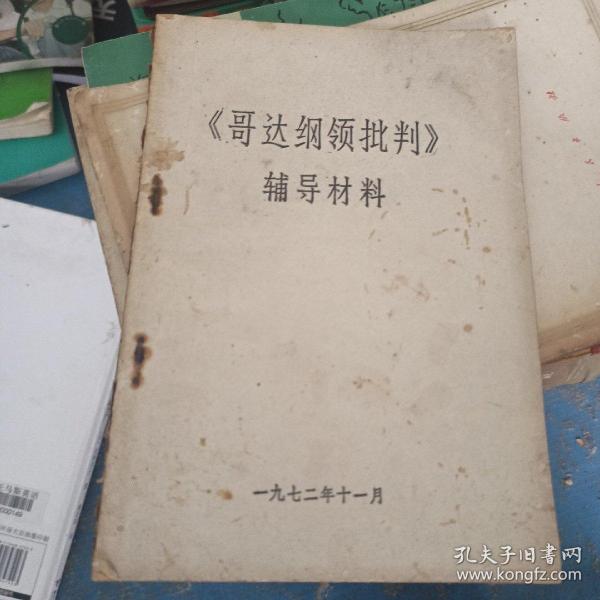 《哥达纲领批判》
辅导材料
一九七二年十一月
孔夫子旧书网
www.kongfz.com